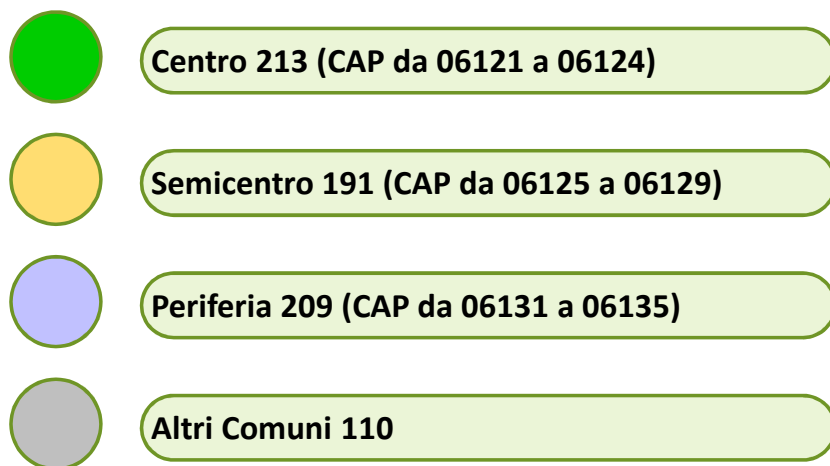 Centro 213 (CAP da 06121 a 06124)
Semicentro 191 (CAP da 06125 a 06129)
Periferia 209 (CAP da 06131 a 06135)
Altri Comuni 110